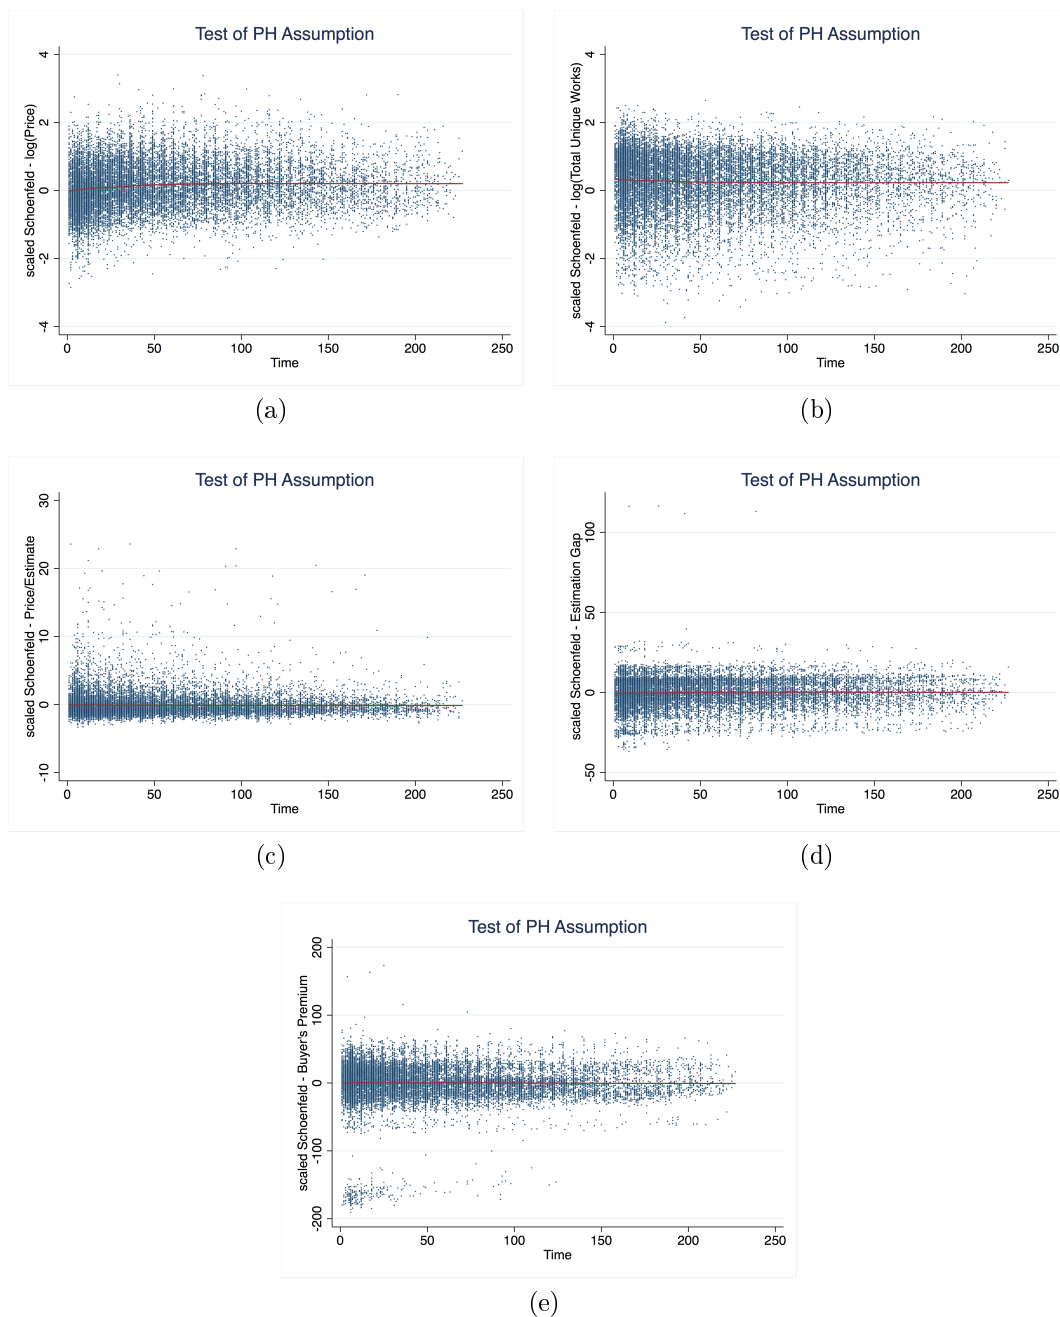 Test of PH Assumption
scaled Schoenfeld - log(Price)
4
2
0
-2
-4
0 50 100 150 200 250
Time
(a)
Test of PH Assumption
scaled Schoenfeld - log(Total Unique Works)
4
2
0
-2
-4
0 50 100 150 200 250
Time
(b)
Test of PH Assumption
scaled Schoenfeld - Price/Estimate
30
20
10
0
-10
0 50 100 150 200 250
Time
(c)
Test of PH Assumption
scaled Schoenfeld - Estimation Gap
100
50
0
-50
0 50 100 150 200 250
Time
(d)
Test of PH Assumption
scaled Schoenfeld - Buyer's Premium
200
100
0
-100
-200
0 50 100 150 200 250
Time
(e)